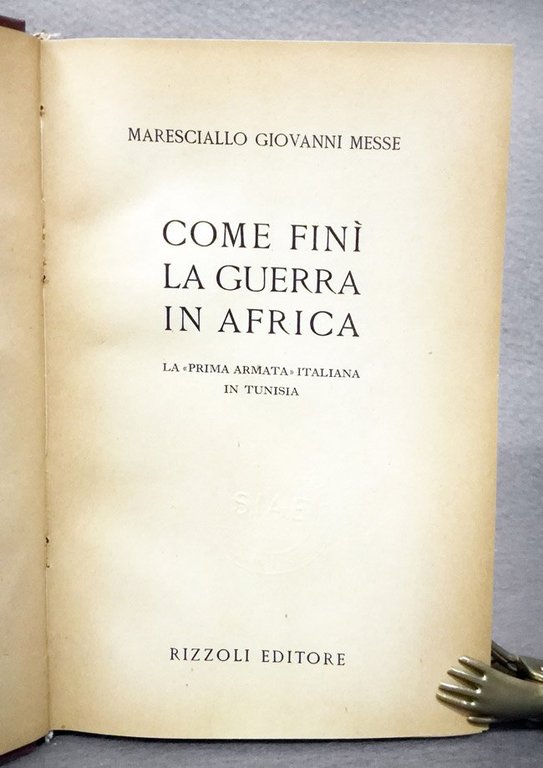 MARESCIALLO GIOVANNI MESSE
COME FINÌ
LA GUERRA
IN AFRICA
LA «PRIMA ARMATA» ITALIANA
IN TUNISIA
S.I.A.E.
RIZZOLI EDITORE